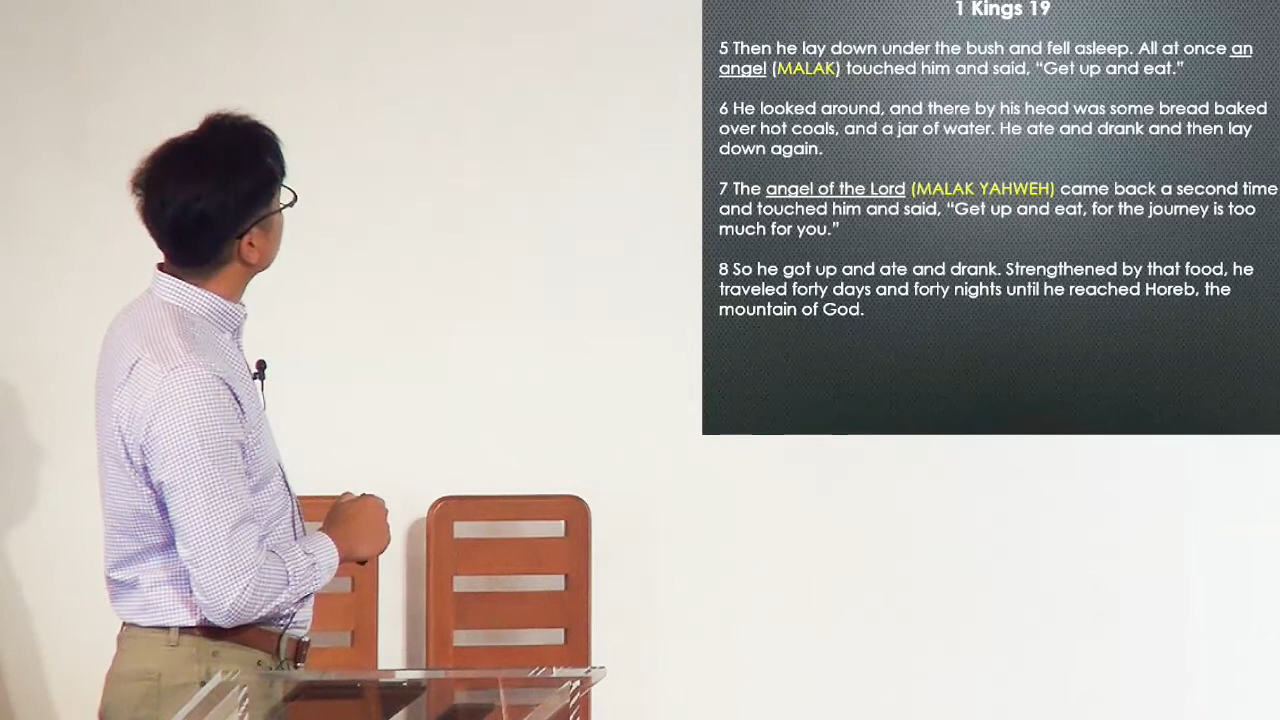 1 Kings 19
5 Then he lay down under the bush and fell asleep. All at once an
angel (MALAK) touched him and said, “Get up and eat.”
6 He looked around, and there by his head was some bread baked
over hot coals, and a jar of water. He ate and drank and then lay
down again.
7 The angel of the Lord (MALAK YAHWEH) came back a second time
and touched him and said, “Get up and eat, for the journey is too
much for you.”
8 So he got up and ate and drank. Strengthened by that food, he
traveled forty days and forty nights until he reached Horeb, the
mountain of God.